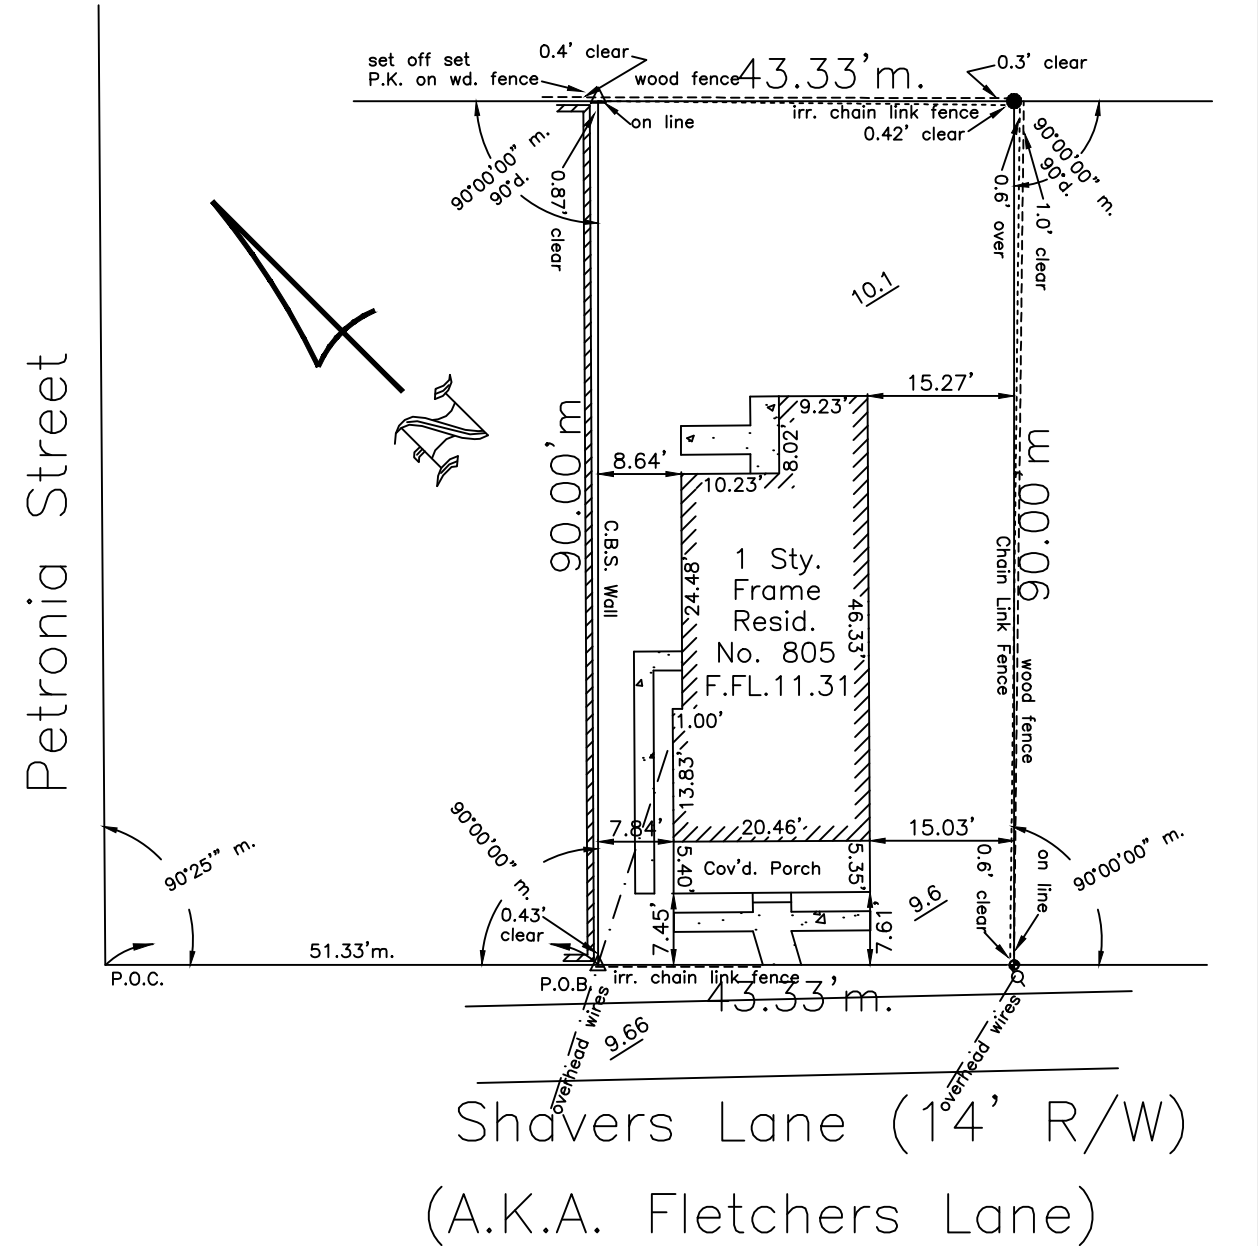 set off set
P.K. on wd. fence
0.4' clear
wood fence
43.33'm.
0.3' clear
on line
irr. chain link fence
0.42' clear
90°00'00" m.
90°d.
0.87' clear
90°00'00" m.
90°d.
0.6' over
1.0' clear
10.1
N
15.27'
9.23'
8.02'
8.64'
10.23'
90.00' m
C.B.S. Wall
24.48'
1 Sty.
Frame
Resid.
No. 805
F.FL.11.31
46.33'
90.00' m
Chain Link Fence
wood fence
Petronia Street
1.00'
13.83'
7.84'
20.46'
15.03'
5.40'
Cov'd. Porch
5.35'
90°25'" m.
90°00'00" m.
0.43'
clear
7.45'
7.61'
9.6
0.6' clear
on line
90°00'00" m.
51.33'm.
P.O.C.
P.O.B.
irr. chain link fence
43.33'm.
overhead wires
9.66
overhead wires
Shavers Lane (14' R/W)
(A.K.A. Fletchers Lane)